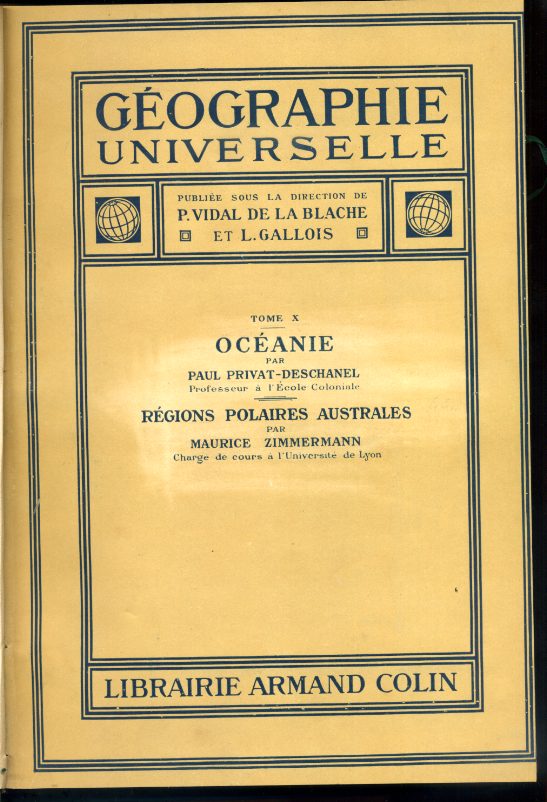 GÉOGRAPHIE
UNIVERSELLE
PUBLIÉE SOUS LA DIRECTION DE
P. VIDAL DE LA BLACHE
ET L. GALLOIS
TOME X
OCÉANIE
PAR
PAUL PRIVAT-DESCHANEL
Professeur à l'École Coloniale
RÉGIONS POLAIRES AUSTRALES
PAR
MAURICE ZIMMERMANN
Chargé de cours à l'Université de Lyon
LIBRAIRIE ARMAND COLIN